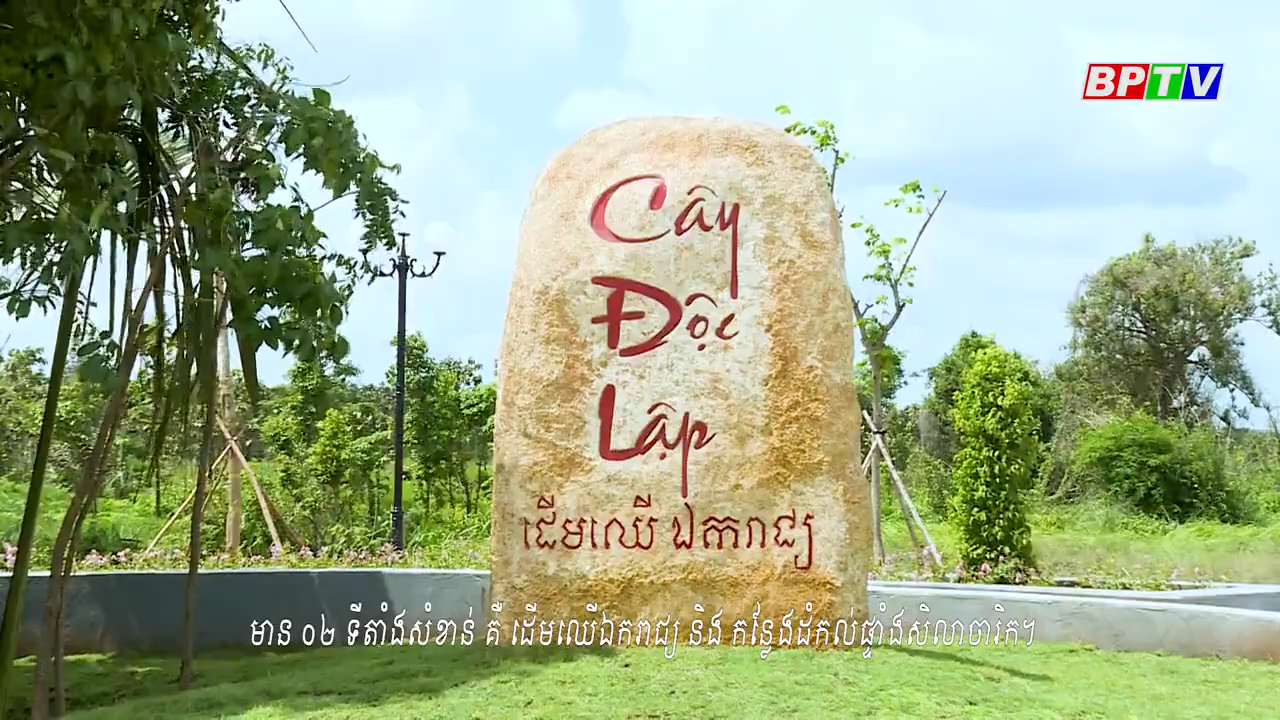 BPTV
Cây
Độc
Lập
ដើមឈើ ឯករាជ្យ
មាន ០២ ទីតាំងសំខាន់ គឺ ដើមឈើឯករាជ្យ និង កន្លែងដំកល់ផ្ទាំងសិលាចារិក។